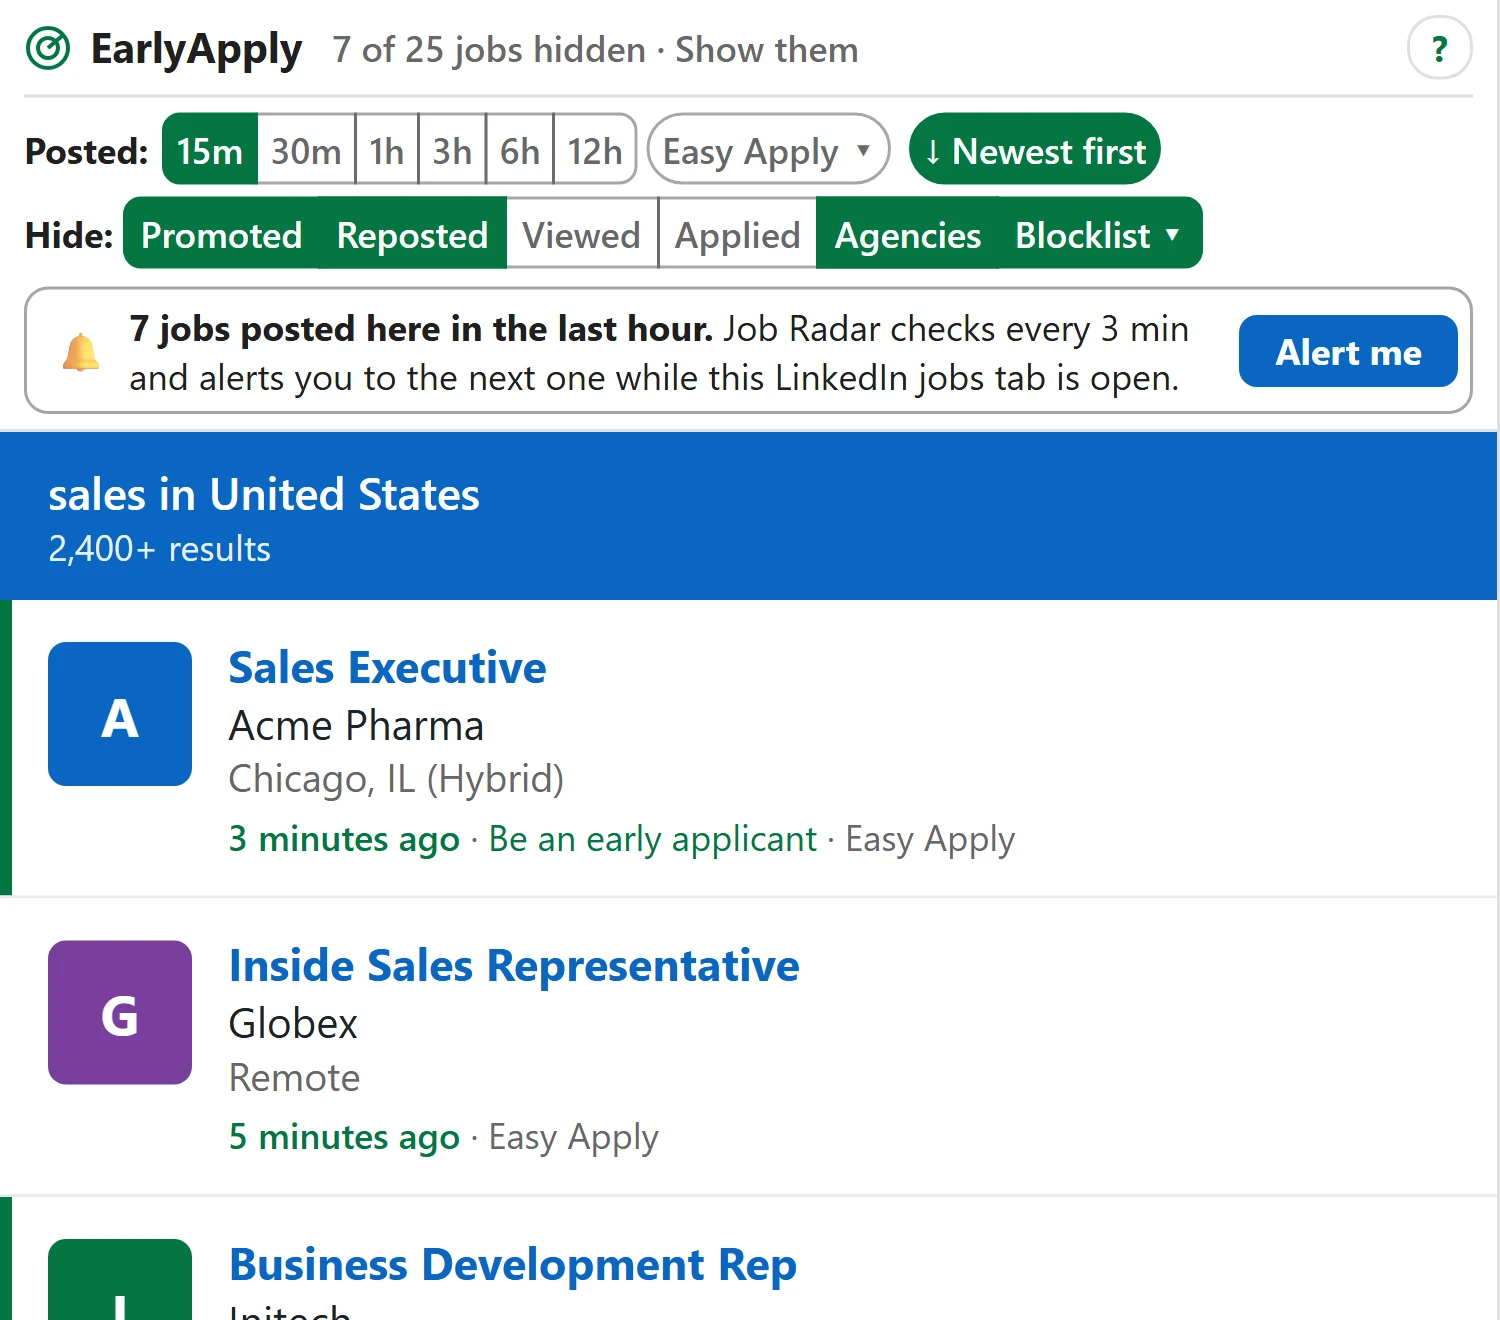 EarlyApply 7 of 25 jobs hidden · Show them ?
Posted: 15m 30m 1h 3h 6h 12h Easy Apply ▼ ↓ Newest first
Hide: Promoted Reposted Viewed Applied Agencies Blocklist ▼
7 jobs posted here in the last hour. Job Radar checks every 3 min
and alerts you to the next one while this LinkedIn jobs tab is open.
Alert me
sales in United States
2,400+ results
A
Sales Executive
Acme Pharma
Chicago, IL (Hybrid)
3 minutes ago · Be an early applicant · Easy Apply
G
Inside Sales Representative
Globex
Remote
5 minutes ago · Easy Apply
I
Business Development Rep
Initech